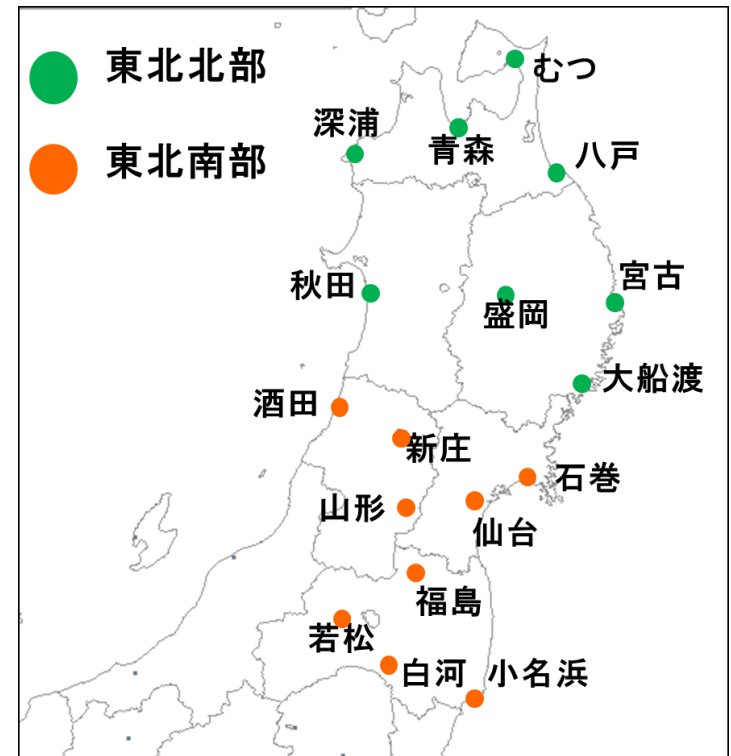 東北北部
東北南部
むつ
深浦
青森
八戸
秋田
盛岡
宮古
大船渡
酒田
新庄
石巻
山形
仙台
福島
若松
白河
小名浜